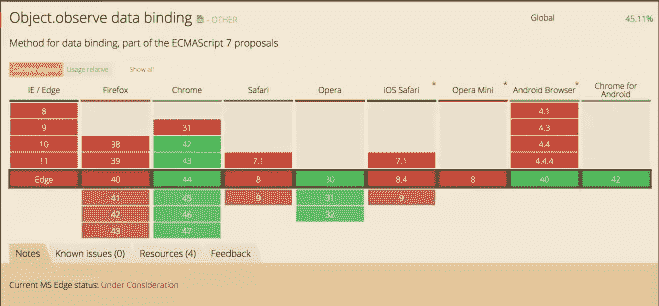 Object.observe data binding - OTHER
Global 45.11%
Method for data binding, part of the ECMAScript 7 proposals
Usage relative Show all
IE / Edge Firefox Chrome Safari Opera iOS Safari * Opera Mini * Android Browser * Chrome for Android
8 4.1
9 31 4.3
10 38 42 4.4
11 39 43 7.1 7.1 4.4.4
Edge 40 44 8 30 8.4 8 40 42
41 45 9 31 9
42 46 32
43 47
Notes Known issues (0) Resources (4) Feedback
Current MS Edge status: Under Consideration